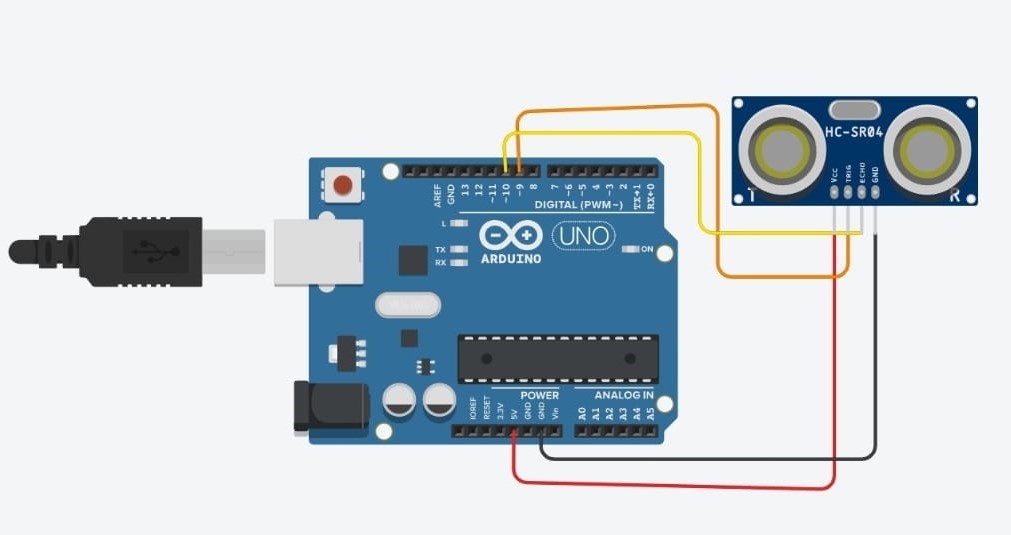 HC-SR04
VCC
TRIG
ECHO
GND
T
R
AREF
GND
13
12
~11
~10
~9
8
7
~6
~5
4
~3
2
TX→1
RX←0
DIGITAL (PWM~)
L
TX
RX
ARDUINO
UNO
ON
POWER
ANALOG IN
IOREF
RESET
3.3V
5V
GND
GND
Vin
A0
A1
A2
A3
A4
A5